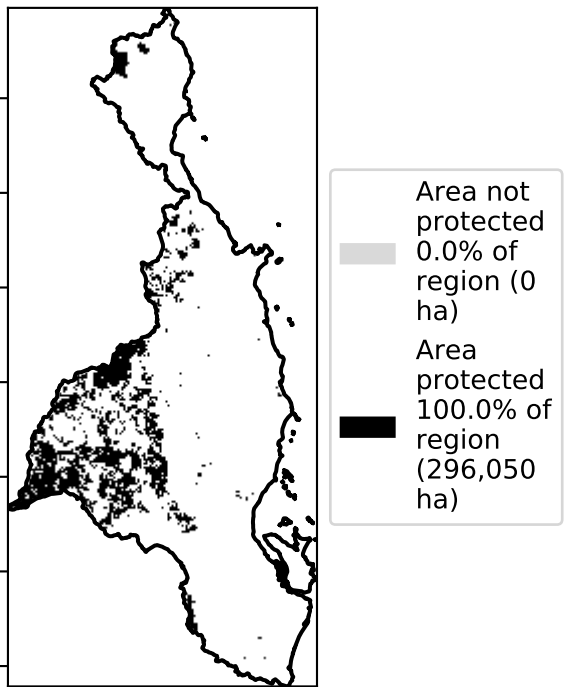 Area not
protected
0.0% of
region (0
ha)
Area
protected
100.0% of
region
(296,050
ha)